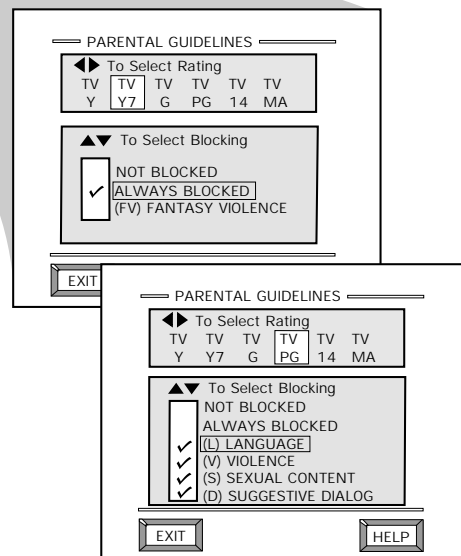 PARENTAL GUIDELINES
To Select Rating
TV TV TV TV TV TV
Y Y7 G PG 14 MA
To Select Blocking
NOT BLOCKED
ALWAYS BLOCKED
(FV) FANTASY VIOLENCE
EXIT
PARENTAL GUIDELINES
To Select Rating
TV TV TV TV TV TV
Y Y7 G PG 14 MA
To Select Blocking
NOT BLOCKED
ALWAYS BLOCKED
(L) LANGUAGE
(V) VIOLENCE
(S) SEXUAL CONTENT
(D) SUGGESTIVE DIALOG
EXIT HELP